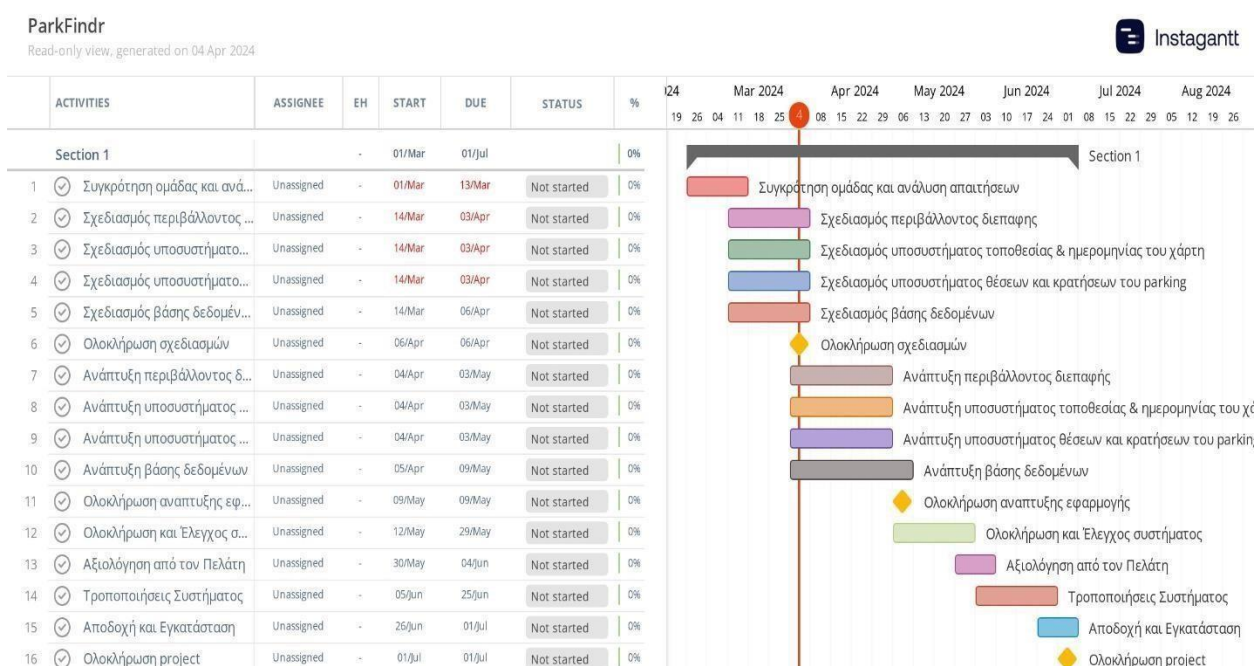 ParkFindr
Read-only view, generated on 04 Apr 2024
Instagantt
ACTIVITIES ASSIGNEE EH START DUE STATUS %
Section 1 - 01/Mar 01/Jul 0%
1 Συγκρότηση ομάδας και ανά... Unassigned - 01/Mar 13/Mar Not started 0%
2 Σχεδιασμός περιβάλλοντος ... Unassigned - 14/Mar 03/Apr Not started 0%
3 Σχεδιασμός υποσυστήματο... Unassigned - 14/Mar 03/Apr Not started 0%
4 Σχεδιασμός υποσυστήματο... Unassigned - 14/Mar 03/Apr Not started 0%
5 Σχεδιασμός βάσης δεδομέν... Unassigned - 14/Mar 06/Apr Not started 0%
6 Ολοκλήρωση σχεδιασμών Unassigned - 06/Apr 06/Apr Not started 0%
7 Ανάπτυξη περιβάλλοντος δ... Unassigned - 04/Apr 03/May Not started 0%
8 Ανάπτυξη υποσυστήματος ... Unassigned - 04/Apr 03/May Not started 0%
9 Ανάπτυξη υποσυστήματος ... Unassigned - 04/Apr 03/May Not started 0%
10 Ανάπτυξη βάσης δεδομένων Unassigned - 05/Apr 09/May Not started 0%
11 Ολοκλήρωση αναπτυξης εφ... Unassigned - 09/May 09/May Not started 0%
12 Ολοκλήρωση και Έλεγχος σ... Unassigned - 12/May 29/May Not started 0%
13 Αξιολόγηση από τον Πελάτη Unassigned - 30/May 04/Jun Not started 0%
14 Τροποποιήσεις Συστήματος Unassigned - 05/Jun 25/Jun Not started 0%
15 Αποδοχή και Εγκατάσταση Unassigned - 26/Jun 01/Jul Not started 0%
16 Ολοκλήρωση project Unassigned - 01/Jul 01/Jul Not started 0%
24 Mar 2024 Apr 2024 May 2024 Jun 2024 Jul 2024 Aug 2024
19 26 04 11 18 25 4 08 15 22 29 06 13 20 27 03 10 17 24 01 08 15 22 29 05 12 19 26
Section 1
Συγκρότηση ομάδας και ανάλυση απαιτήσεων
Σχεδιασμός περιβάλλοντος διεπαφης
Σχεδιασμός υποσυστήματος τοποθεσίας & ημερομηνίας του χάρτη
Σχεδιασμός υποσυστήματος θέσεων και κρατήσεων του parking
Σχεδιασμός βάσης δεδομένων
Ολοκλήρωση σχεδιασμών
Ανάπτυξη περιβάλλοντος διεπαφής
Ανάπτυξη υποσυστήματος τοποθεσίας & ημερομηνίας του χά
Ανάπτυξη υποσυστήματος θέσεων και κρατήσεων του parking
Ανάπτυξη βάσης δεδομένων
Ολοκλήρωση αναπτυξης εφαρμογής
Ολοκλήρωση και Έλεγχος συστήματος
Αξιολόγηση από τον Πελάτη
Τροποποιήσεις Συστήματος
Αποδοχή και Εγκατάσταση
Ολοκλήρωση project